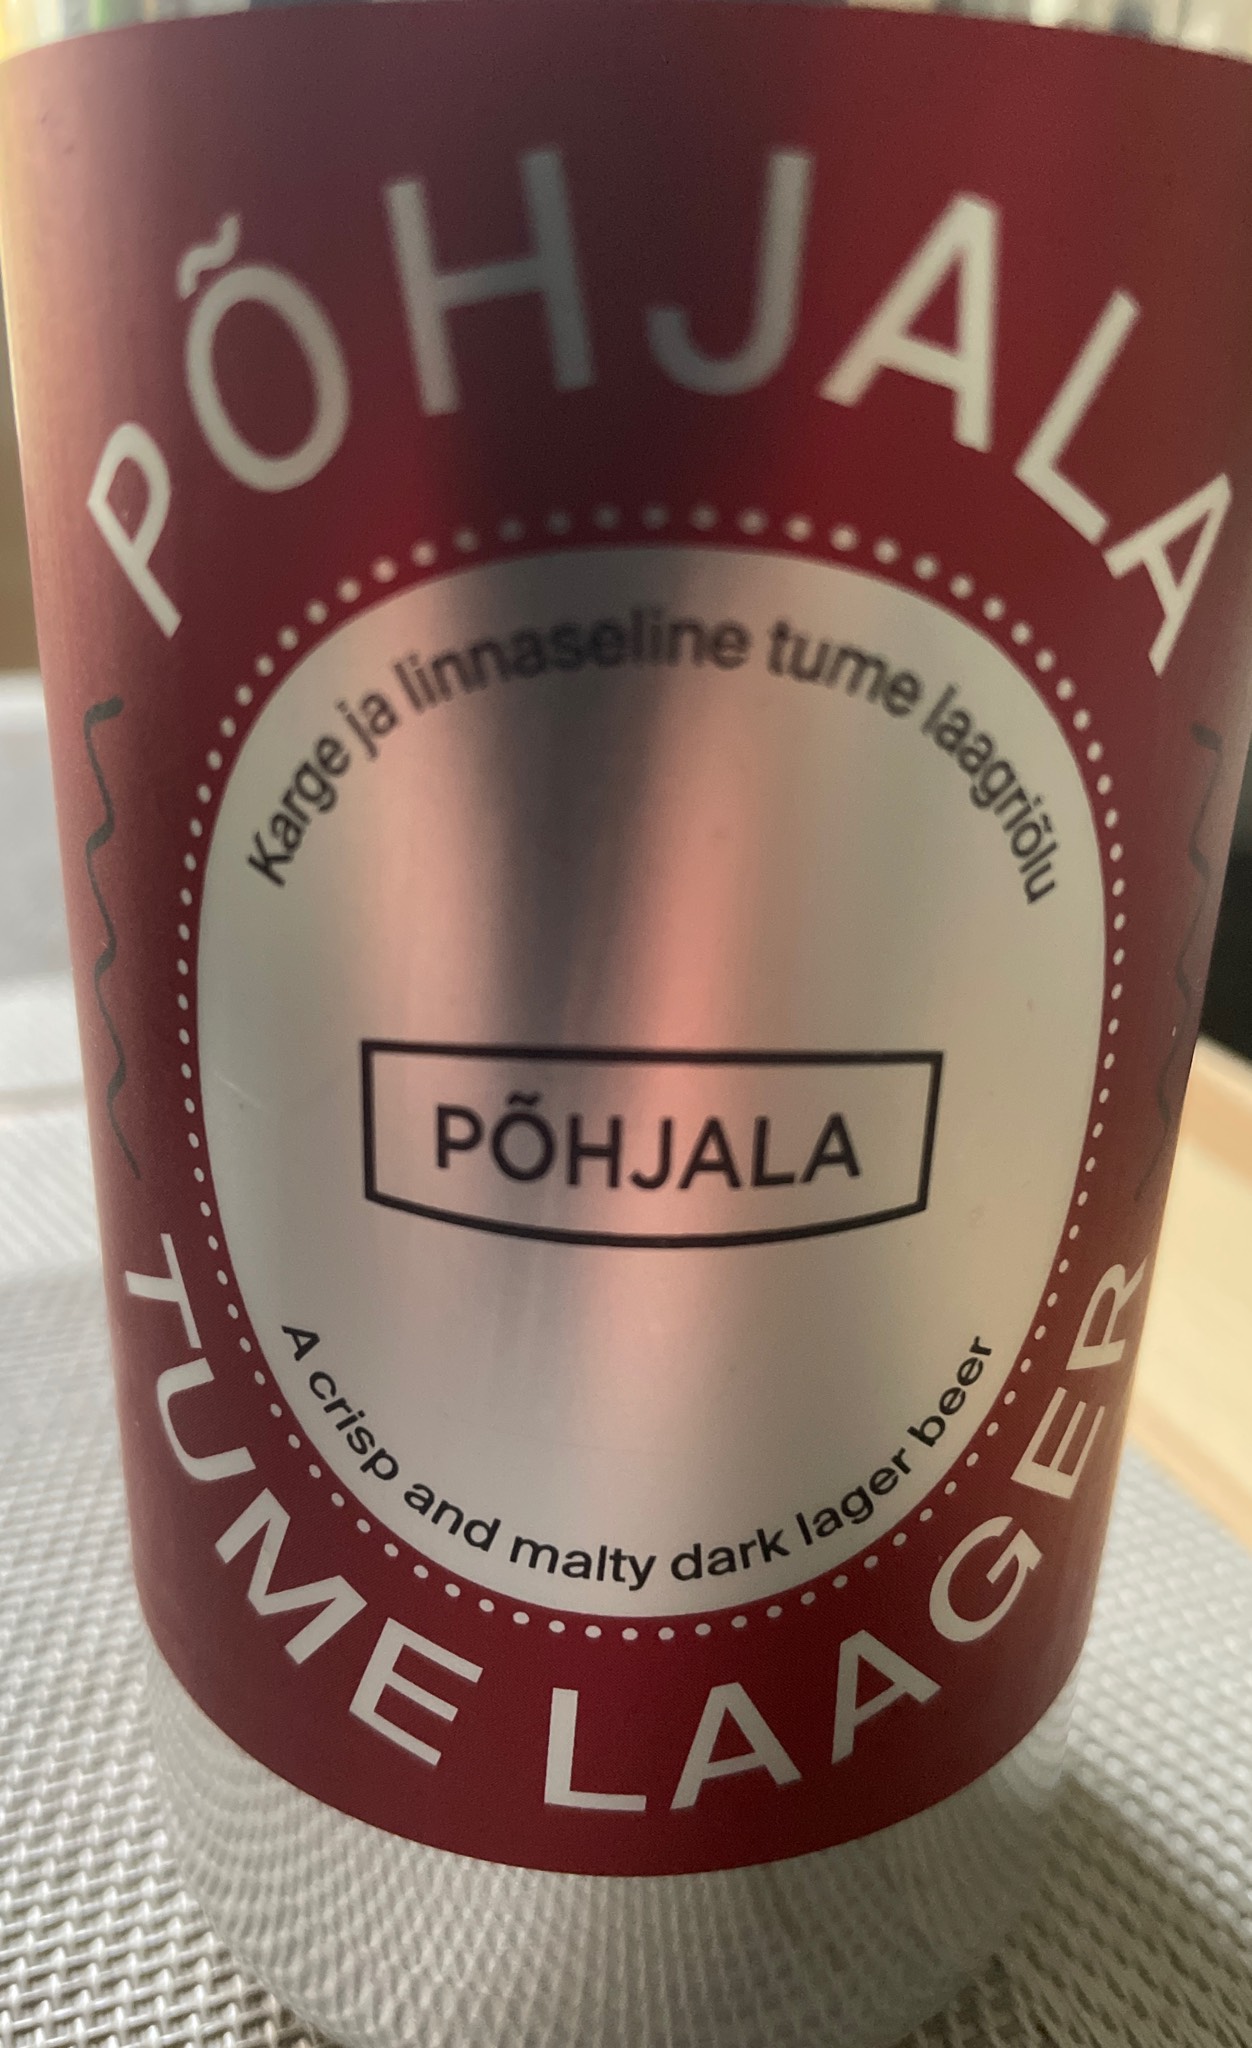 PÕHJALA
Karge ja linnaseline tume laagriõlu
PÕHJALA
A crisp and malty dark lager beer
TUME LAAGER